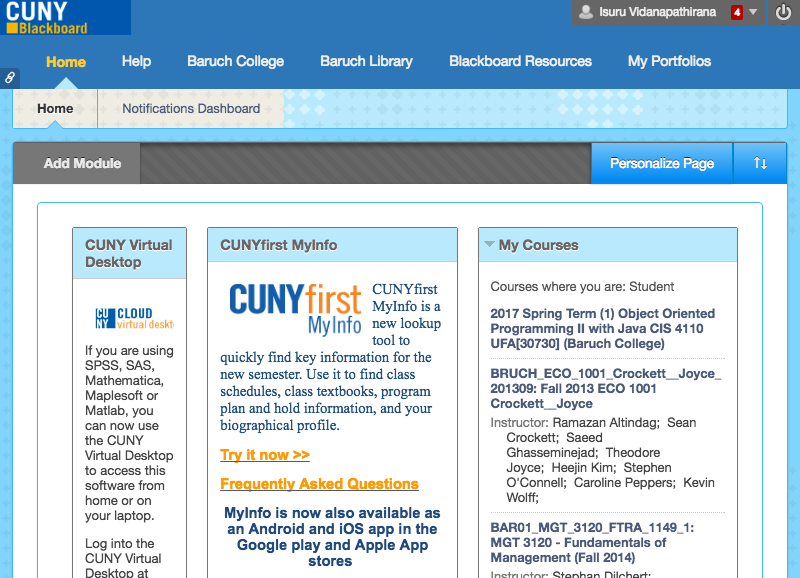 CUNY
Blackboard
Isuru Vidanapathirana 4
Home Help Baruch College Baruch Library Blackboard Resources My Portfolios
Home Notifications Dashboard
Add Module Personalize Page
CUNY Virtual
Desktop
CU
NY CLOUD
virtual deskt
If you are using
SPSS, SAS,
Mathematica,
Maplesoft or
Matlab, you
can now use
the CUNY
Virtual Desktop
to access this
software from
home or on
your laptop.
Log into the
CUNY Virtual
Desktop at
CUNYfirst MyInfo
CUNYfirst
MyInfo
CUNYfirst
MyInfo is a
new lookup
tool to
quickly find key information for the
new semester. Use it to find class
schedules, class textbooks, program
plan and hold information, and your
biographical profile.
Try it now >>
Frequently Asked Questions
MyInfo is now also available as
an Android and iOS app in the
Google play and Apple App
stores
My Courses
Courses where you are: Student
2017 Spring Term (1) Object Oriented
Programming II with Java CIS 4110
UFA[30730] (Baruch College)
BRUCH_ECO_1001_Crockett__Joyce_
201309: Fall 2013 ECO 1001
Crockett__Joyce
Instructor: Ramazan Altindag; Sean
Crockett; Saeed
Ghasseminejad; Theodore
Joyce; Heejin Kim; Stephen
O'Connell; Caroline Peppers; Kevin
Wolff;
BAR01_MGT_3120_FTRA_1149_1:
MGT 3120 - Fundamentals of
Management (Fall 2014)
Instructor: Stephan Dilchert;